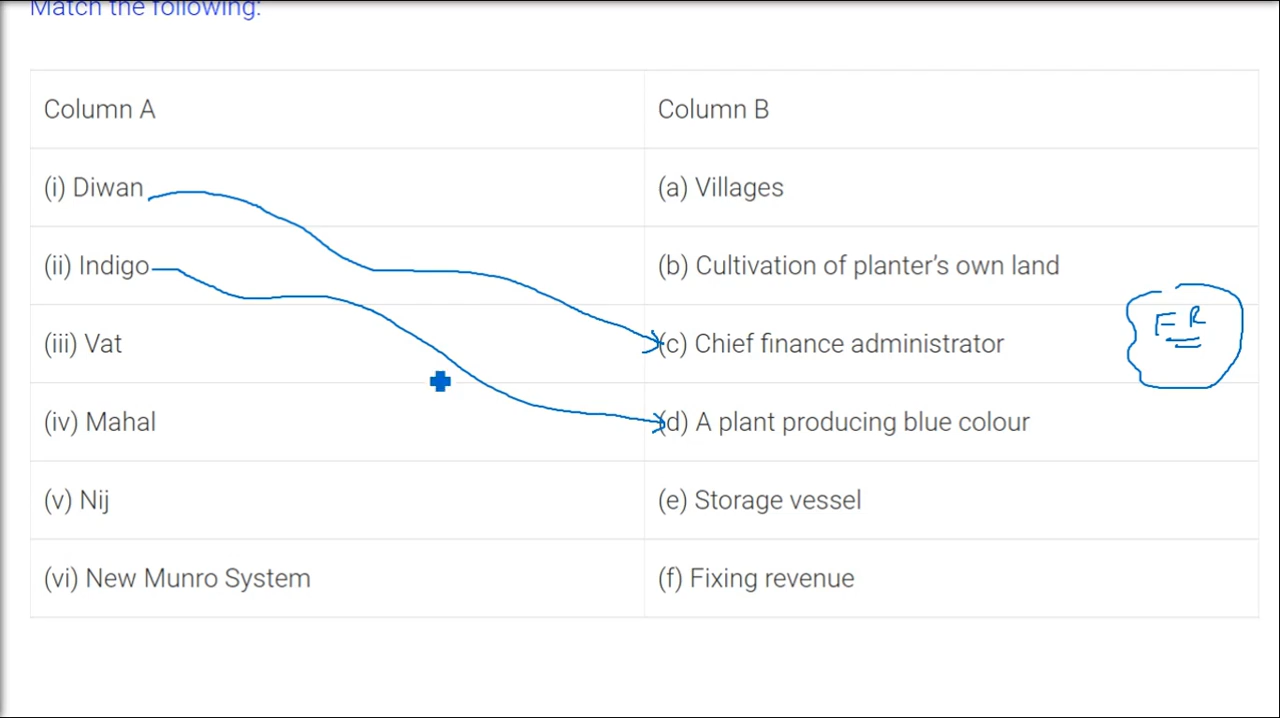 Match the following:
Column A
Column B
(i) Diwan
(a) Villages
(ii) Indigo
(b) Cultivation of planter’s own land
(iii) Vat
(c) Chief finance administrator
F R
(iv) Mahal
(d) A plant producing blue colour
(v) Nij
(e) Storage vessel
(vi) New Munro System
(f) Fixing revenue